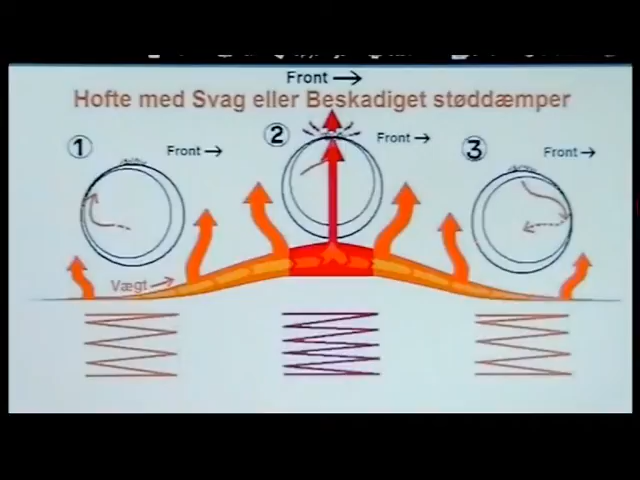 Front
Hofte med Svag eller Beskadiget støddæmper
1
Front
2
Front
3
Front
Vægt